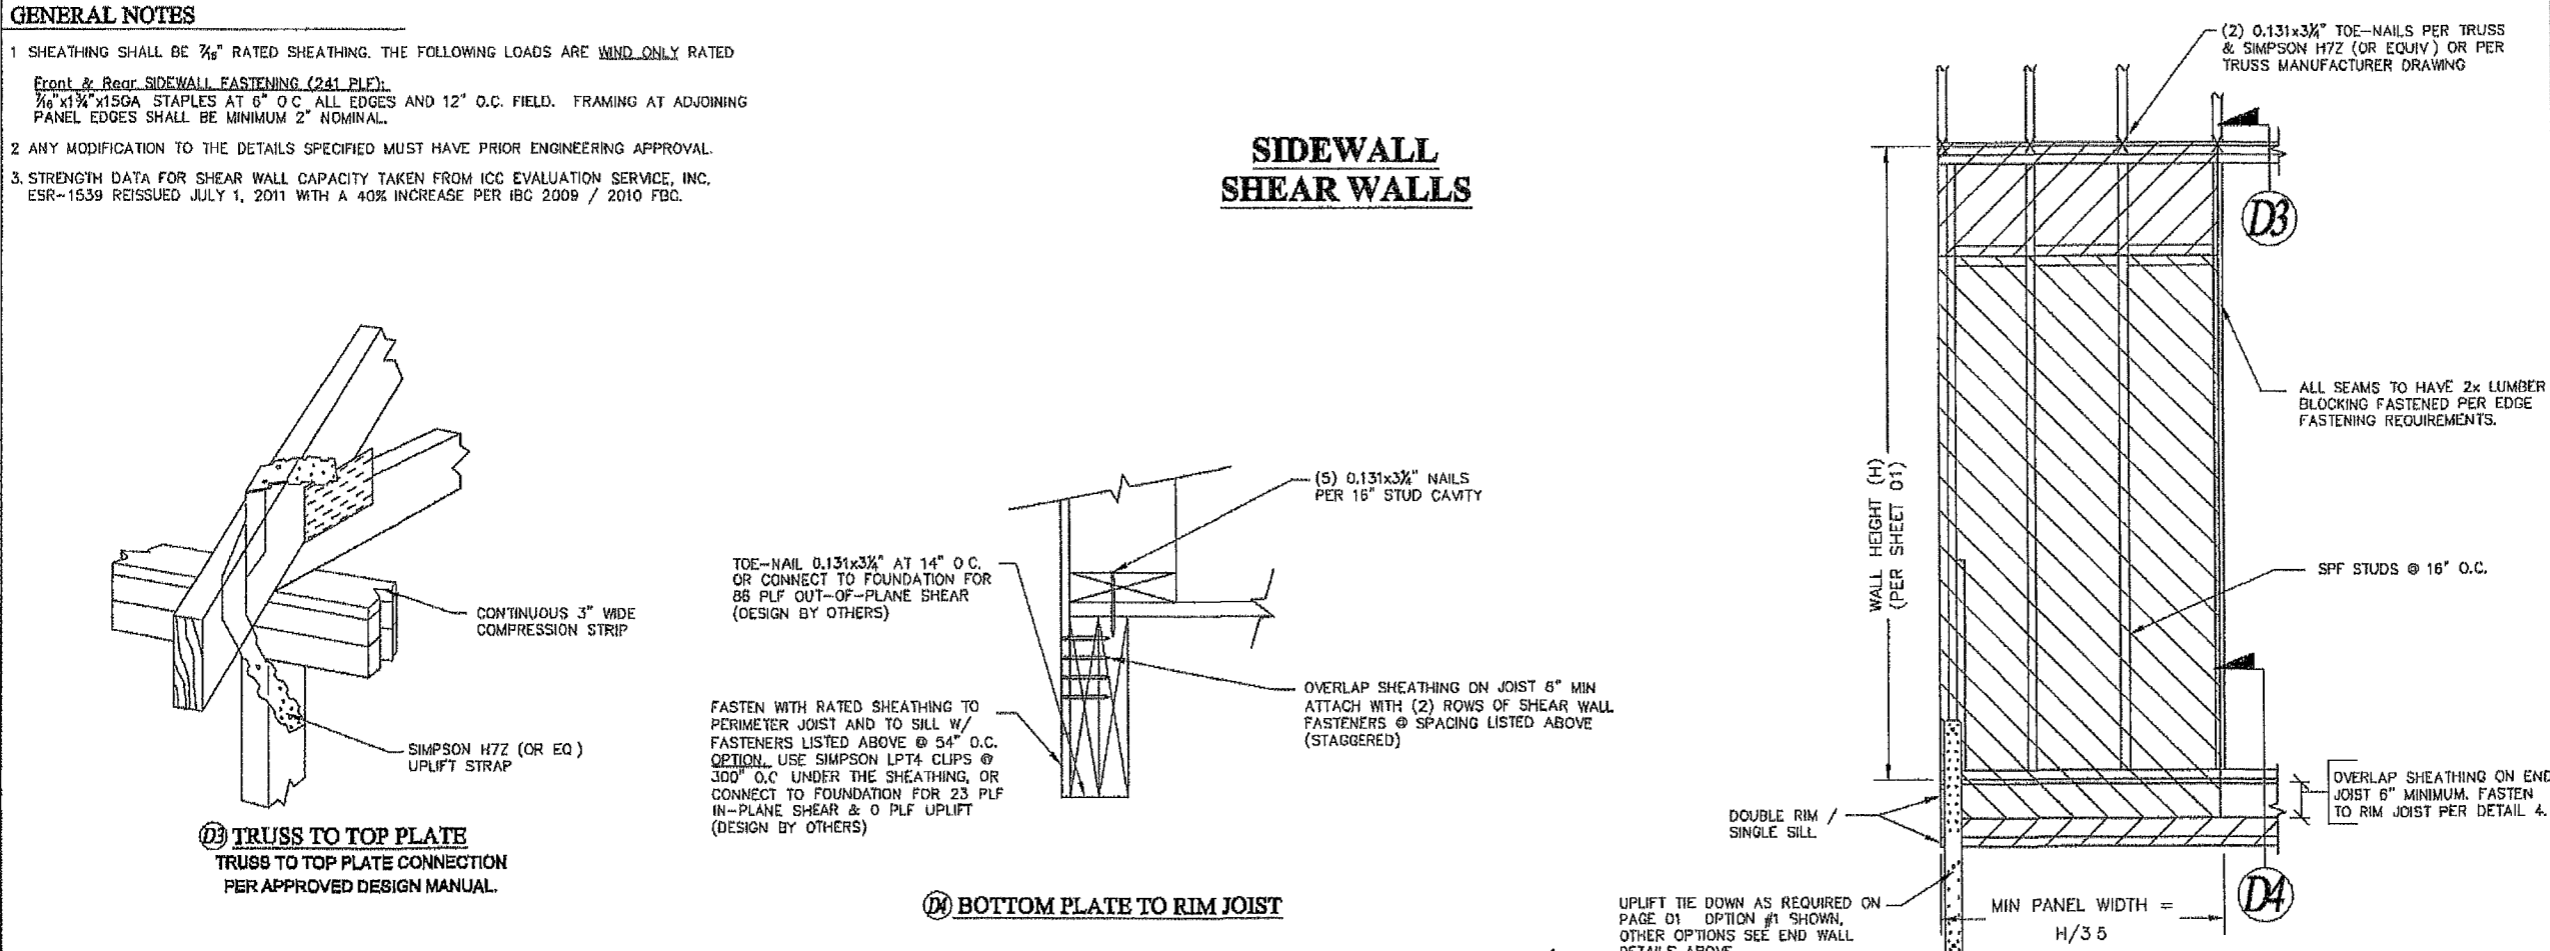 GENERAL NOTES
1 SHEATHING SHALL BE 7/16" RATED SHEATHING. THE FOLLOWING LOADS ARE WIND ONLY RATED
Front & Rear SIDEWALL FASTENING (241 PLF):
7/16"x1 3/4"x15GA STAPLES AT 6" O C ALL EDGES AND 12" O.C. FIELD. FRAMING AT ADJOINING
PANEL EDGES SHALL BE MINIMUM 2" NOMINAL.
2 ANY MODIFICATION TO THE DETAILS SPECIFIED MUST HAVE PRIOR ENGINEERING APPROVAL.
3. STRENGTH DATA FOR SHEAR WALL CAPACITY TAKEN FROM ICC EVALUATION SERVICE, INC.
ESR-1539 REISSUED JULY 1, 2011 WITH A 40% INCREASE PER IBC 2009 / 2010 FBC.
SIDEWALL
SHEAR WALLS
(2) 0.131x3¼" TOE-NAILS PER TRUSS
& SIMPSON H7Z (OR EQUIV) OR PER
TRUSS MANUFACTURER DRAWING
D3
ALL SEAMS TO HAVE 2x LUMBER
BLOCKING FASTENED PER EDGE
FASTENING REQUIREMENTS.
WALL HEIGHT (H)
(PER SHEET 01)
SPF STUDS @ 16" O.C.
OVERLAP SHEATHING ON END
JOIST 6" MINIMUM. FASTEN
TO RIM JOIST PER DETAIL 4.
DOUBLE RIM /
SINGLE SILL
D4
UPLIFT TIE DOWN AS REQUIRED ON
PAGE 01 OPTION #1 SHOWN,
OTHER OPTIONS SEE END WALL
DETAILS ABOVE
MIN PANEL WIDTH =
H/3 5
CONTINUOUS 3" WIDE
COMPRESSION STRIP
SIMPSON H7Z (OR EQ )
UPLIFT STRAP
D3 TRUSS TO TOP PLATE
TRUSS TO TOP PLATE CONNECTION
PER APPROVED DESIGN MANUAL.
(5) 0.131x3¼" NAILS
PER 16" STUD CAVITY
TOE-NAIL 0.131x3¼" AT 14" O C.
OR CONNECT TO FOUNDATION FOR
86 PLF OUT-OF-PLANE SHEAR
(DESIGN BY OTHERS)
FASTEN WITH RATED SHEATHING TO
PERIMETER JOIST AND TO SILL W/
FASTENERS LISTED ABOVE @ 54" O.C.
OPTION. USE SIMPSON LPT4 CLIPS @
300" O.C UNDER THE SHEATHING, OR
CONNECT TO FOUNDATION FOR 23 PLF
IN-PLANE SHEAR & 0 PLF UPLIFT
(DESIGN BY OTHERS)
OVERLAP SHEATHING ON JOIST 6" MIN
ATTACH WITH (2) ROWS OF SHEAR WALL
FASTENERS @ SPACING LISTED ABOVE
(STAGGERED)
D4 BOTTOM PLATE TO RIM JOIST